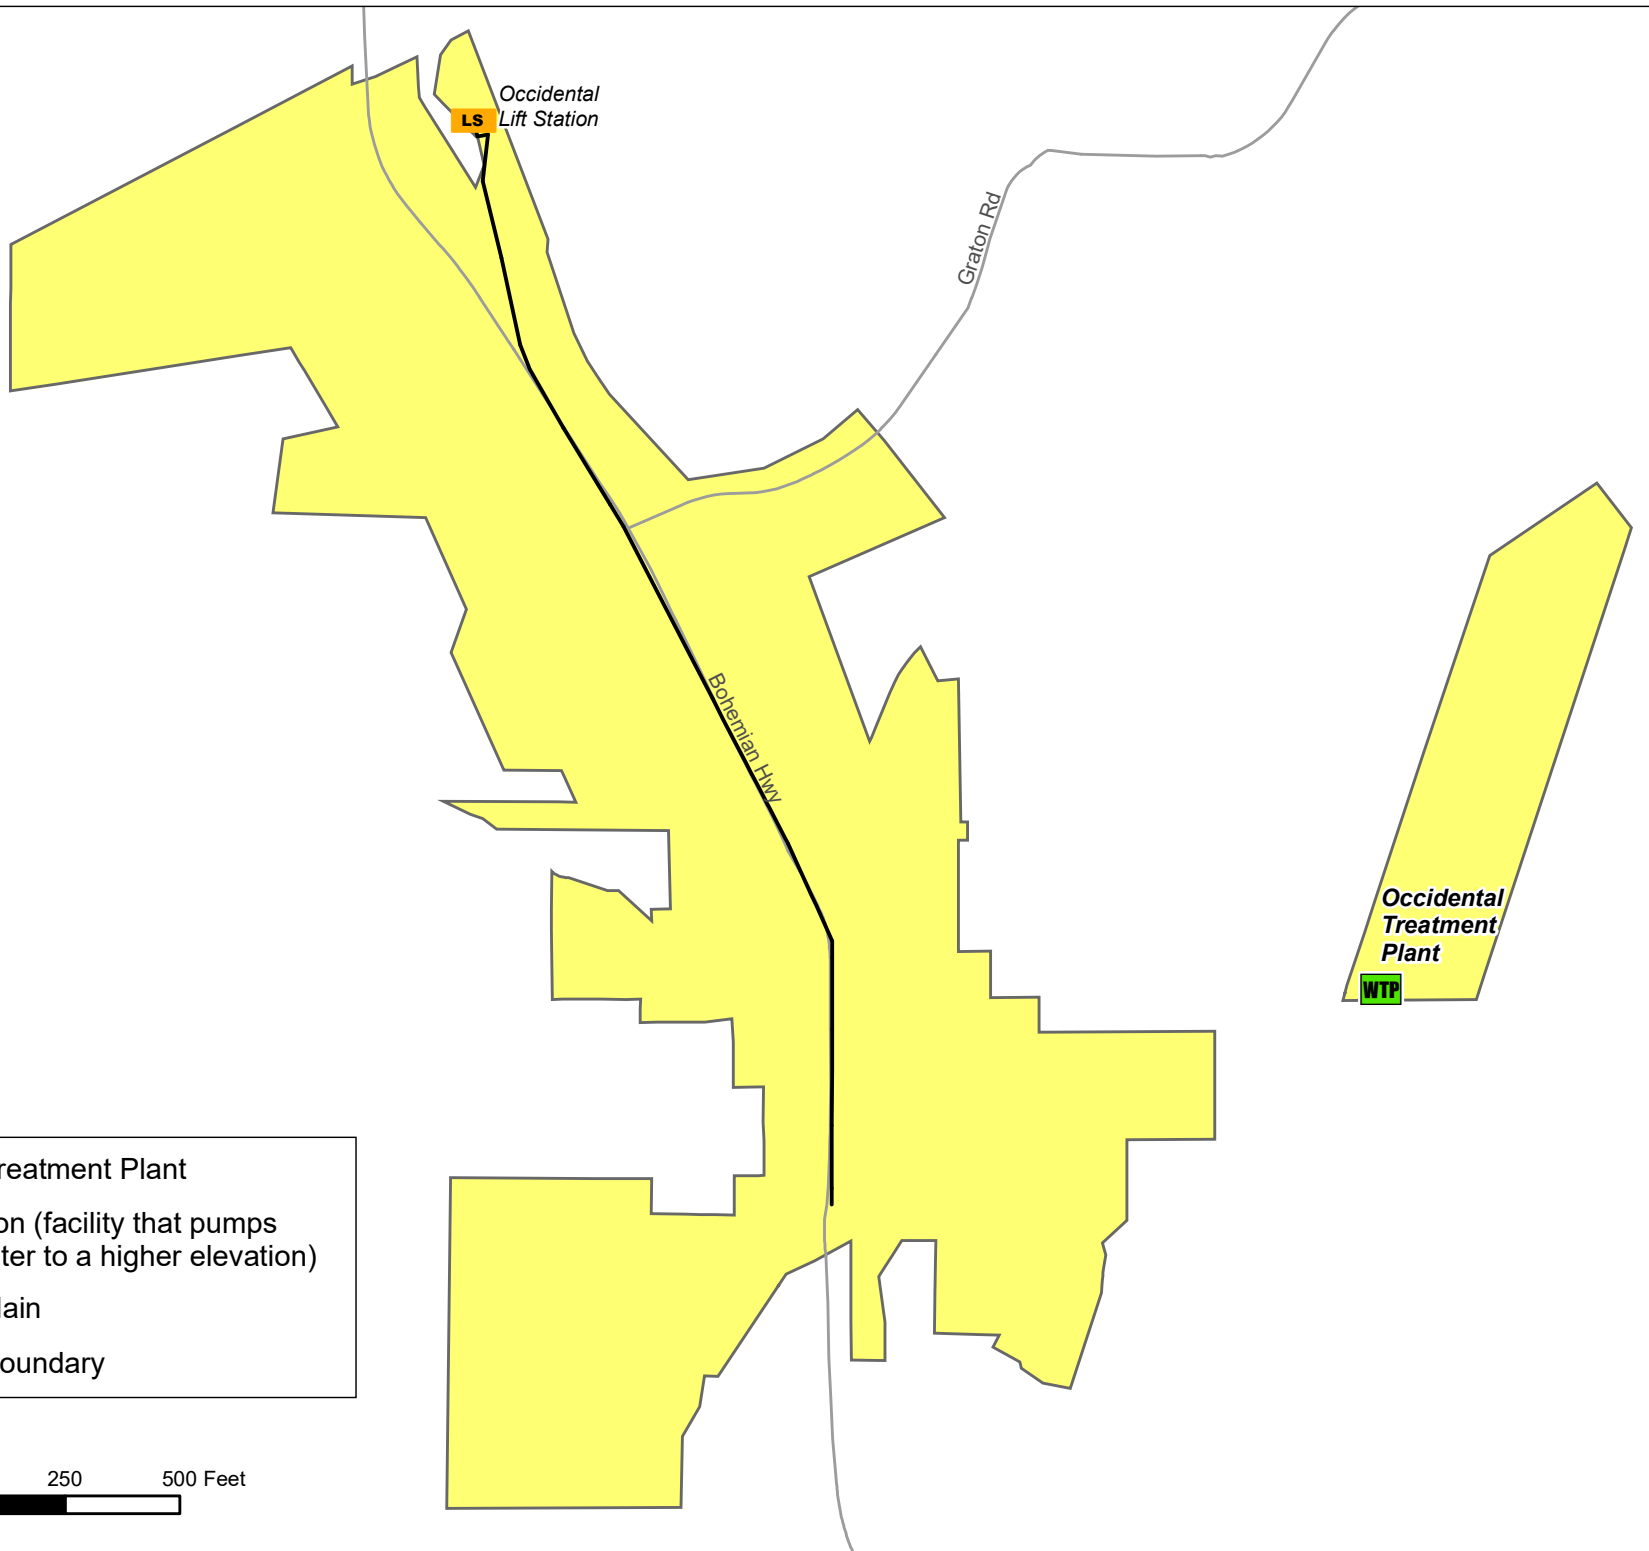 Occidental
Lift Station
LS
Graton Rd
Bohemian Hwy
Occidental
Treatment
Plant
WTP
reatment Plant
on (facility that pumps
ter to a higher elevation)
ain
oundary
250 500 Feet